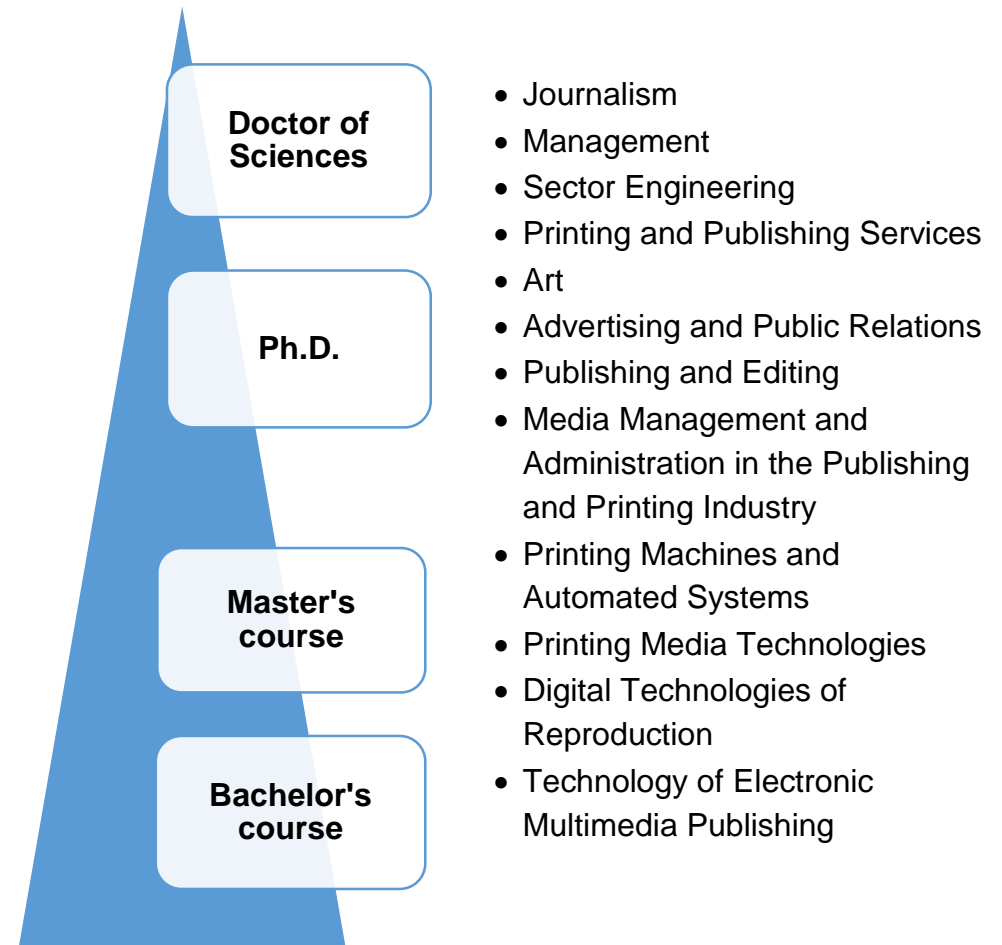 Doctor of
Sciences
Ph.D.
Master's
course
Bachelor's
course
• Journalism
• Management
• Sector Engineering
• Printing and Publishing Services
• Art
• Advertising and Public Relations
• Publishing and Editing
• Media Management and
Administration in the Publishing
and Printing Industry
• Printing Machines and
Automated Systems
• Printing Media Technologies
• Digital Technologies of
Reproduction
• Technology of Electronic
Multimedia Publishing